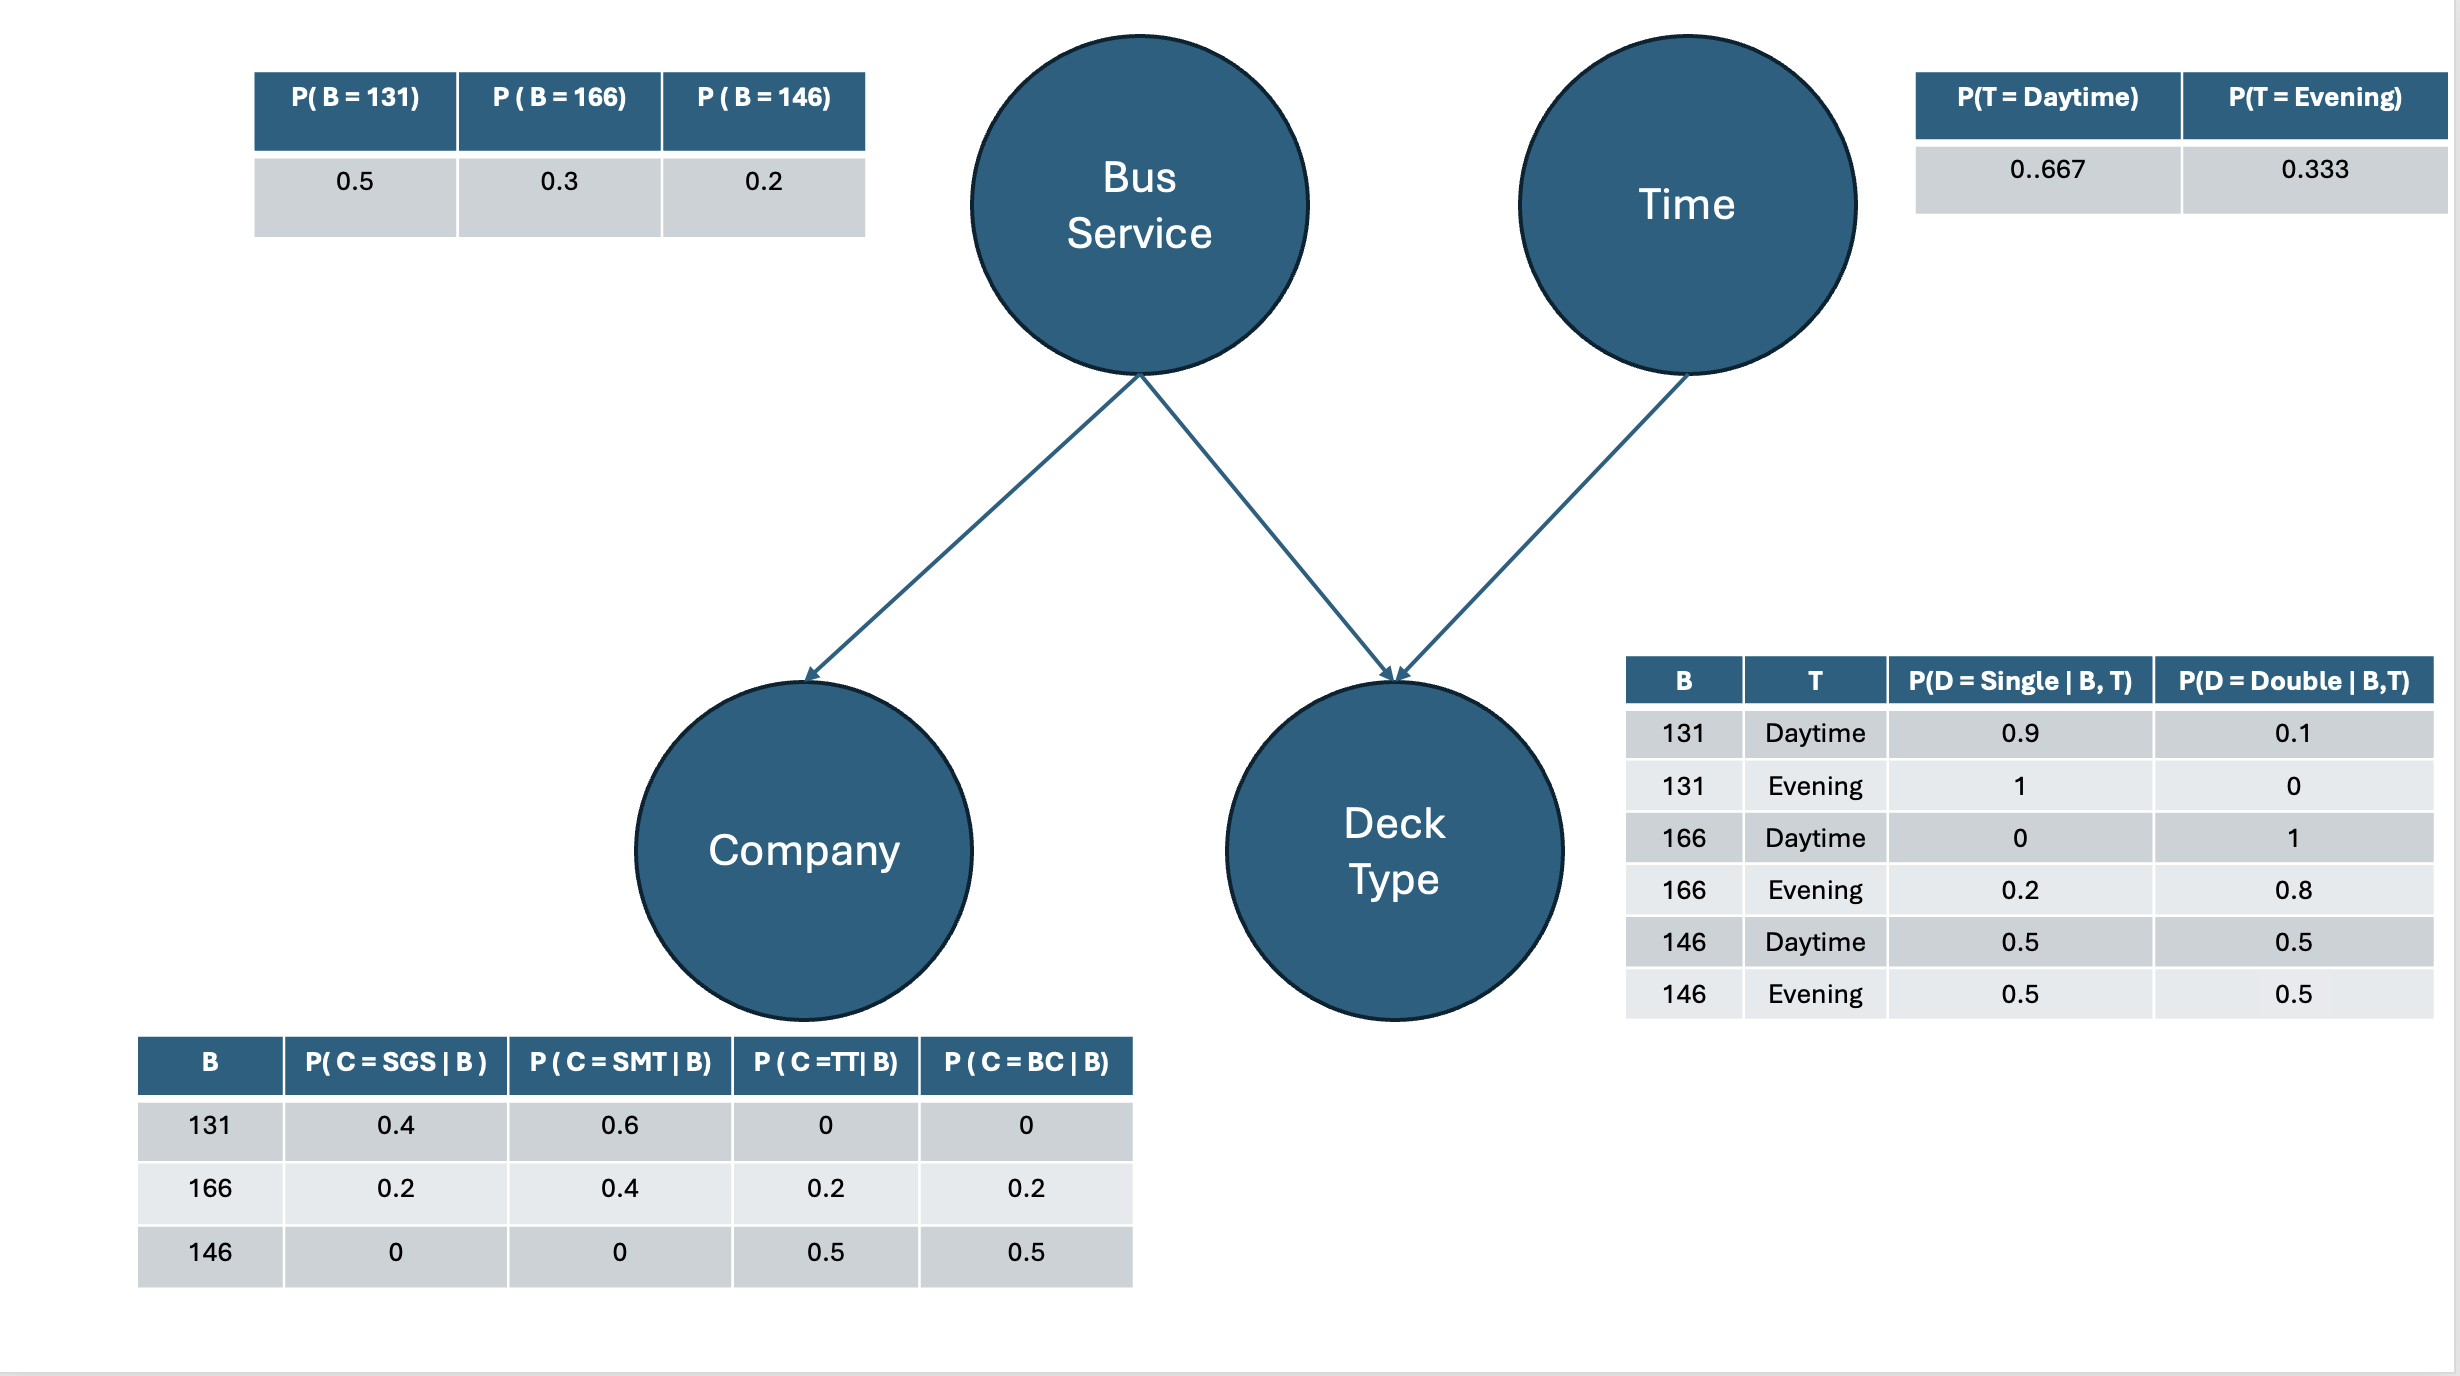 P( B = 131) P ( B = 166) P ( B = 146)
0.5 0.3 0.2
Bus
Service
Time
P(T = Daytime) P(T = Evening)
0..667 0.333
Company
Deck
Type
B T P(D = Single | B, T) P(D = Double | B,T)
131 Daytime 0.9 0.1
131 Evening 1 0
166 Daytime 0 1
166 Evening 0.2 0.8
146 Daytime 0.5 0.5
146 Evening 0.5 0.5
B P( C = SGS | B ) P ( C = SMT | B) P ( C =TT| B) P ( C = BC | B)
131 0.4 0.6 0 0
166 0.2 0.4 0.2 0.2
146 0 0 0.5 0.5